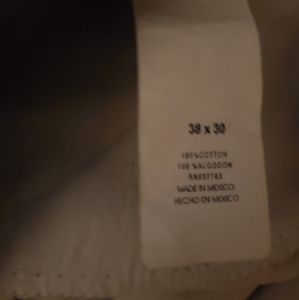 38 x 30
100%COTTON
100 %ALGODON
RN#37763
MADE IN MEXICO
HECHO EN MEXICO